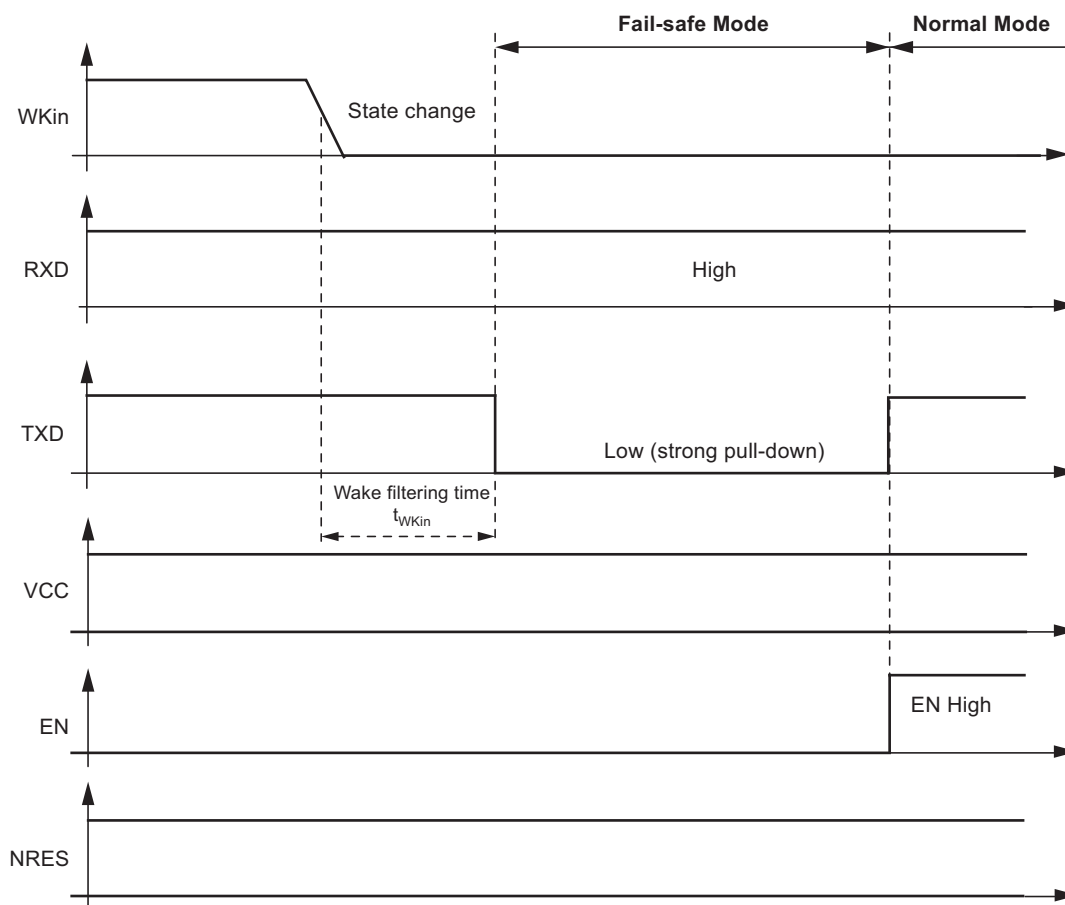 Fail-safe Mode
Normal Mode
WKin
State change
RXD
High
TXD
Low (strong pull-down)
Wake filtering time
tWKin
VCC
EN
EN High
NRES